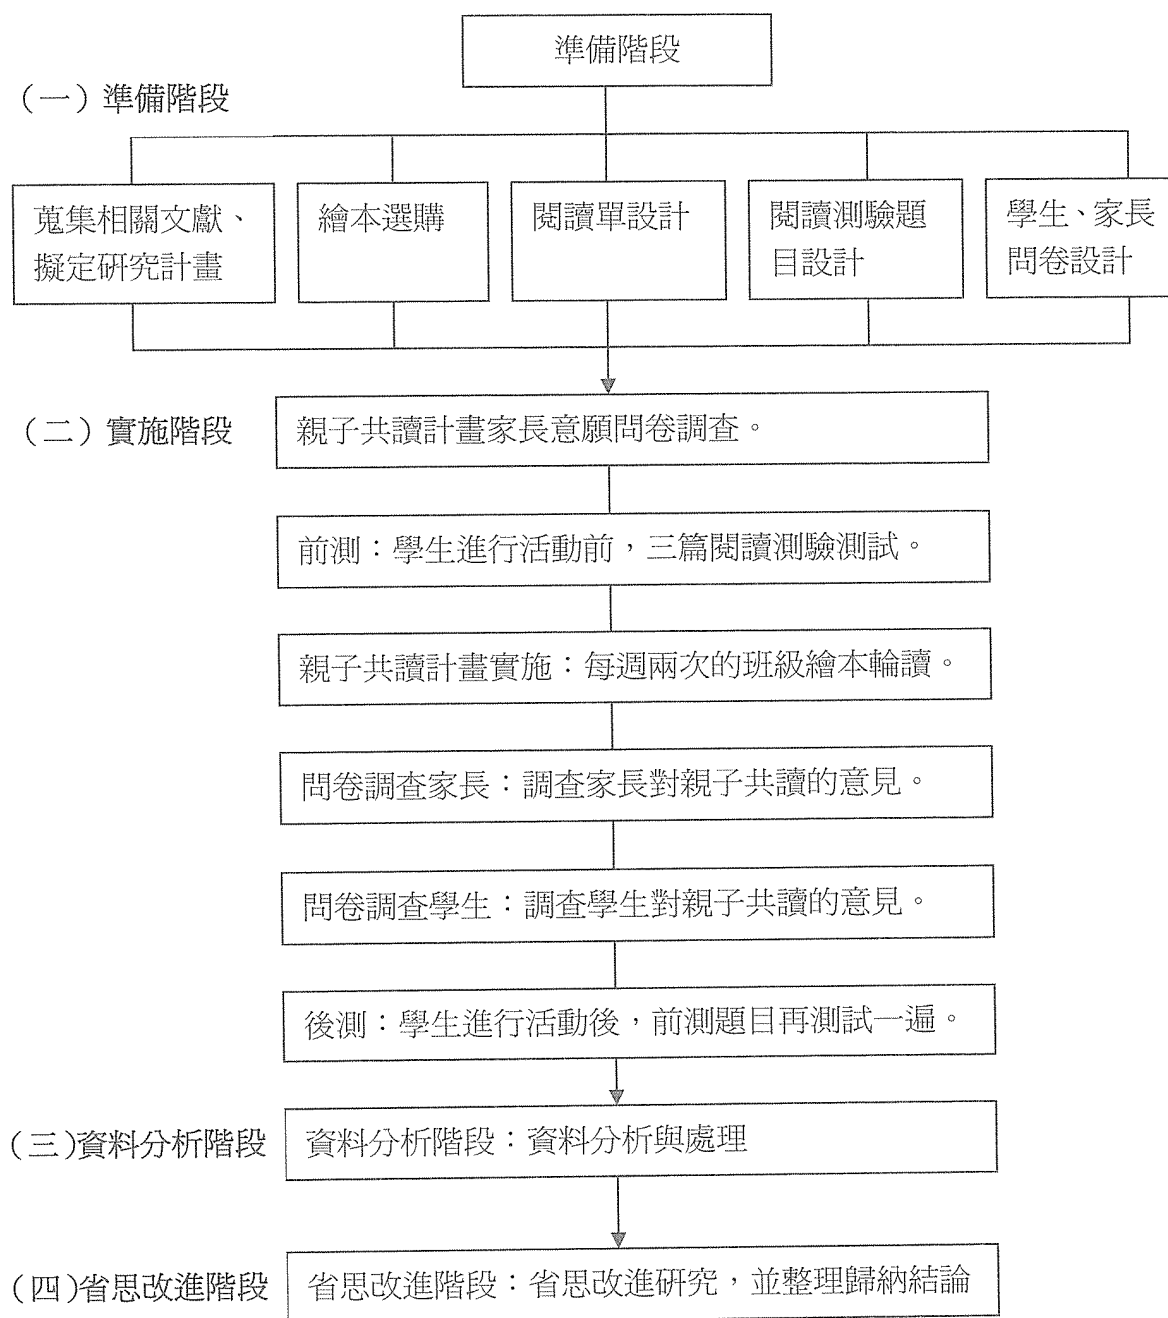 準備階段
(一)準備階段
蒐集相關文獻、
擬定研究計畫
繪本選購
閱讀單設計
閱讀測驗題
目設計
學生、家長
問卷設計
(二)實施階段
親子共讀計畫家長意願問卷調查。
前測：學生進行活動前，三篇閱讀測驗測試。
親子共讀計畫實施：每週兩次的班級繪本輪讀。
問卷調查家長：調查家長對親子共讀的意見。
問卷調查學生：調查學生對親子共讀的意見。
後測：學生進行活動後，前測題目再測試一遍。
(三)資料分析階段
資料分析階段：資料分析與處理
(四)省思改進階段
省思改進階段：省思改進研究，並整理歸納結論